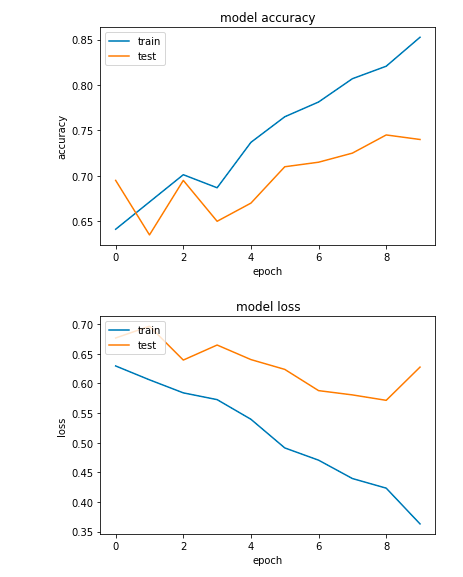 model accuracy
train
test
0.85
0.80
0.75
0.70
0.65
accuracy
0 2 4 6 8
epoch
model loss
train
test
0.70
0.65
0.60
0.55
0.50
0.45
0.40
0.35
loss
0 2 4 6 8
epoch